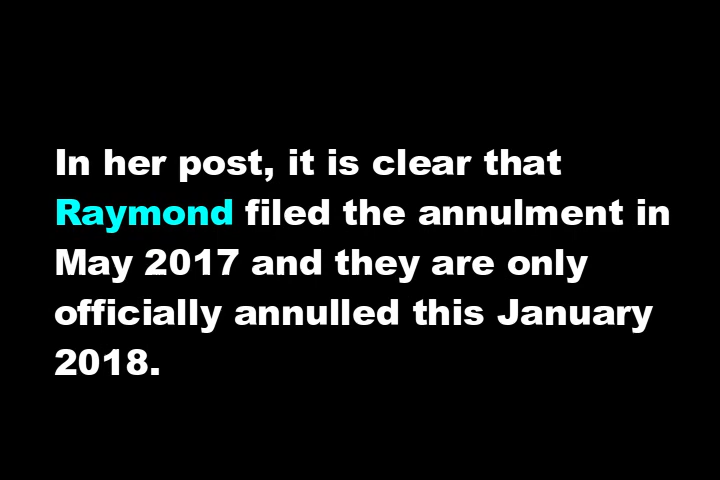 In her post, it is clear that
Raymond filed the annulment in
May 2017 and they are only
officially annulled this January
2018.